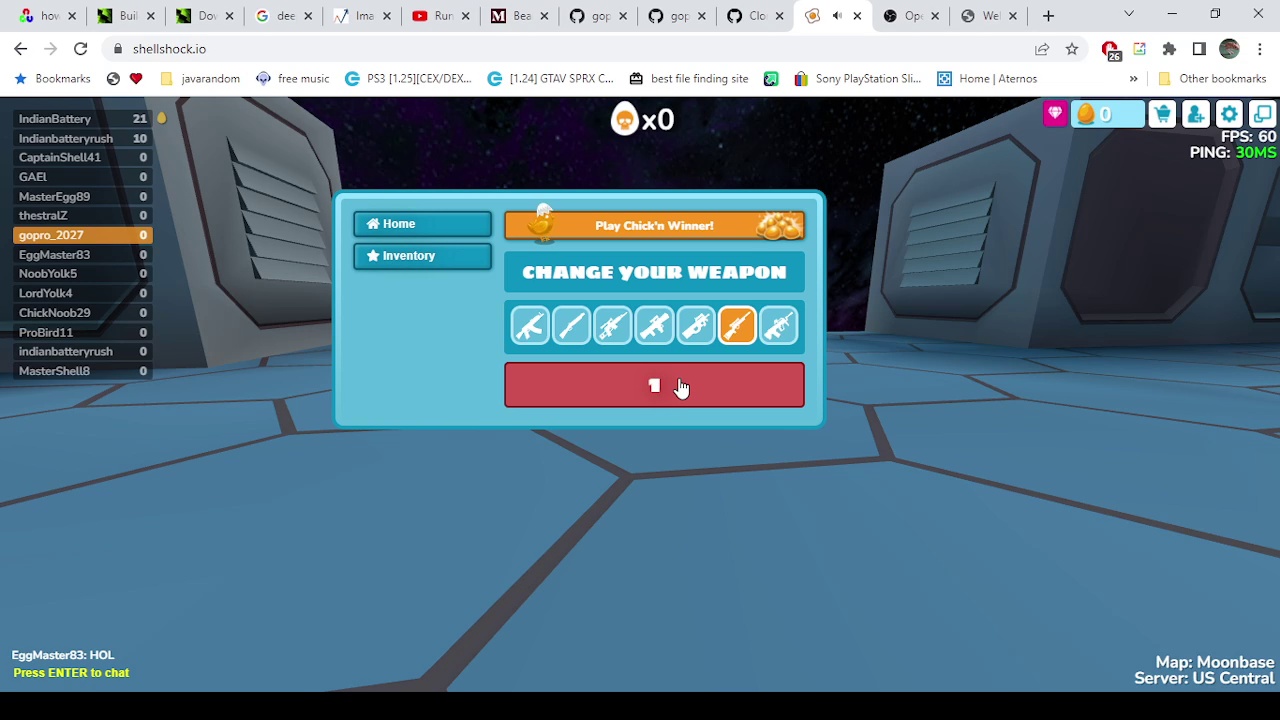 how
Buil
Dov
dee
Ima
Run
Bea
gop
gop
Clo
Ope
Wel
shellshock.io
26
Bookmarks
javarandom
free music
PS3 [1.25][CEX/DEX...
[1.24] GTAV SPRX C...
best file finding site
Sony PlayStation Sli...
Home | Aternos
»
Other bookmarks
IndianBattery 21
Indianbatteryrush 10
CaptainShell41 0
GAEl 0
MasterEgg89 0
thestralZ 0
gopro_2027 0
EggMaster83 0
NoobYolk5 0
LordYolk4 0
ChickNoob29 0
ProBird11 0
indianbatteryrush 0
MasterShell8 0
x0
0
FPS: 60
PING: 30MS
Home
Inventory
Play Chick'n Winner!
CHANGE YOUR WEAPON
1
EggMaster83: HOL
Press ENTER to chat
Map: Moonbase
Server: US Central